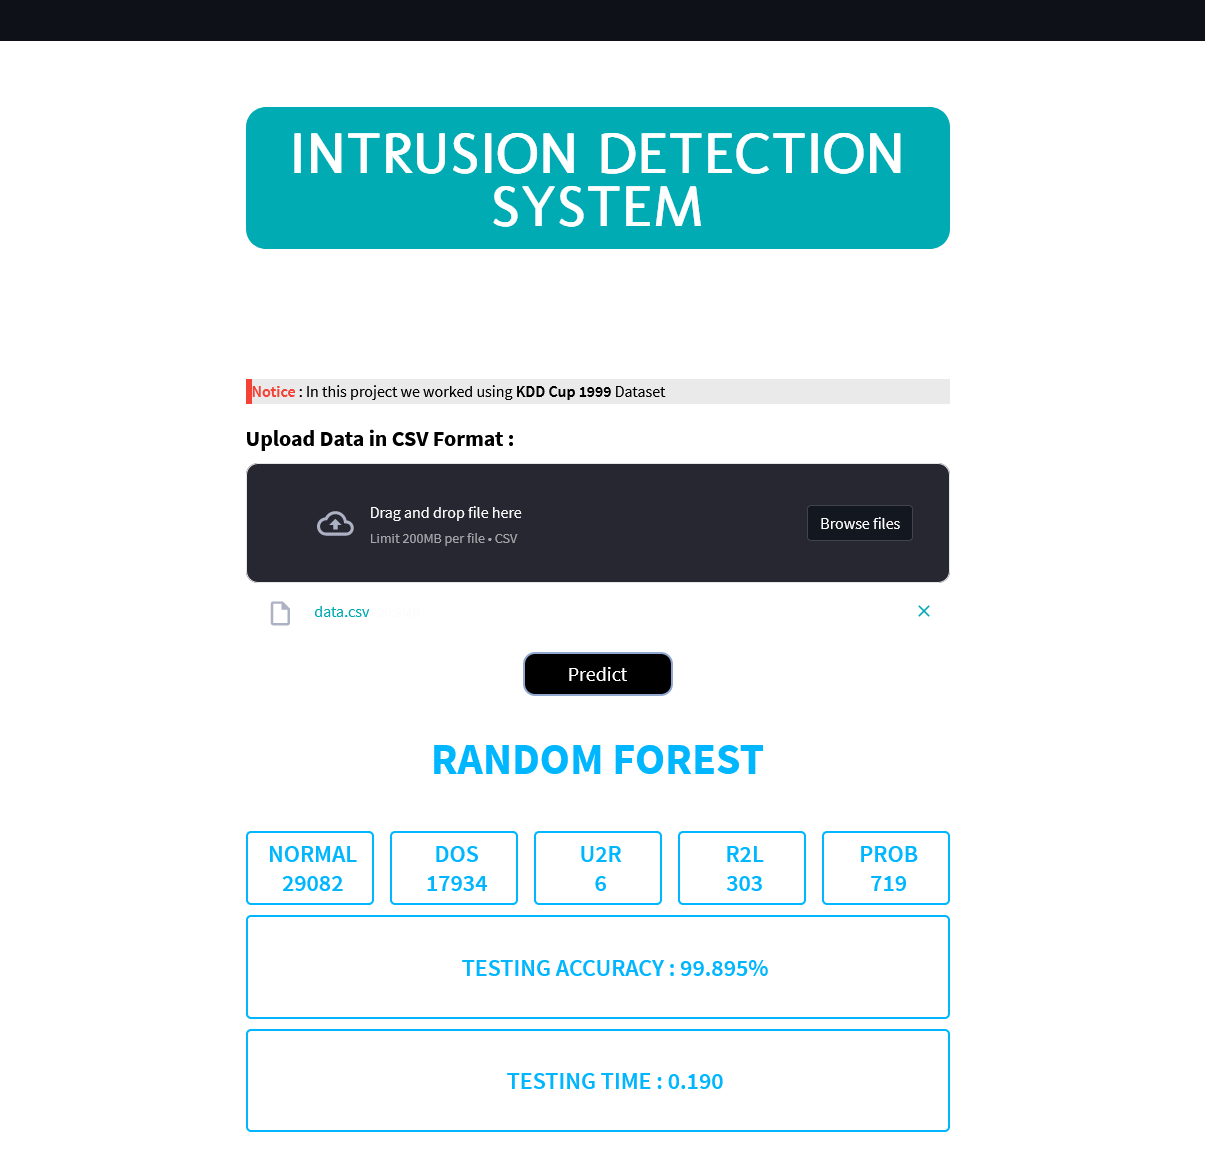 INTRUSION DETECTION
SYSTEM
Notice : In this project we worked using KDD Cup 1999 Dataset
Upload Data in CSV Format :
Drag and drop file here
Limit 200MB per file • CSV
Browse files
data.csv
Predict
RANDOM FOREST
NORMAL
29082
DOS
17934
U2R
6
R2L
303
PROB
719
TESTING ACCURACY : 99.895%
TESTING TIME : 0.190